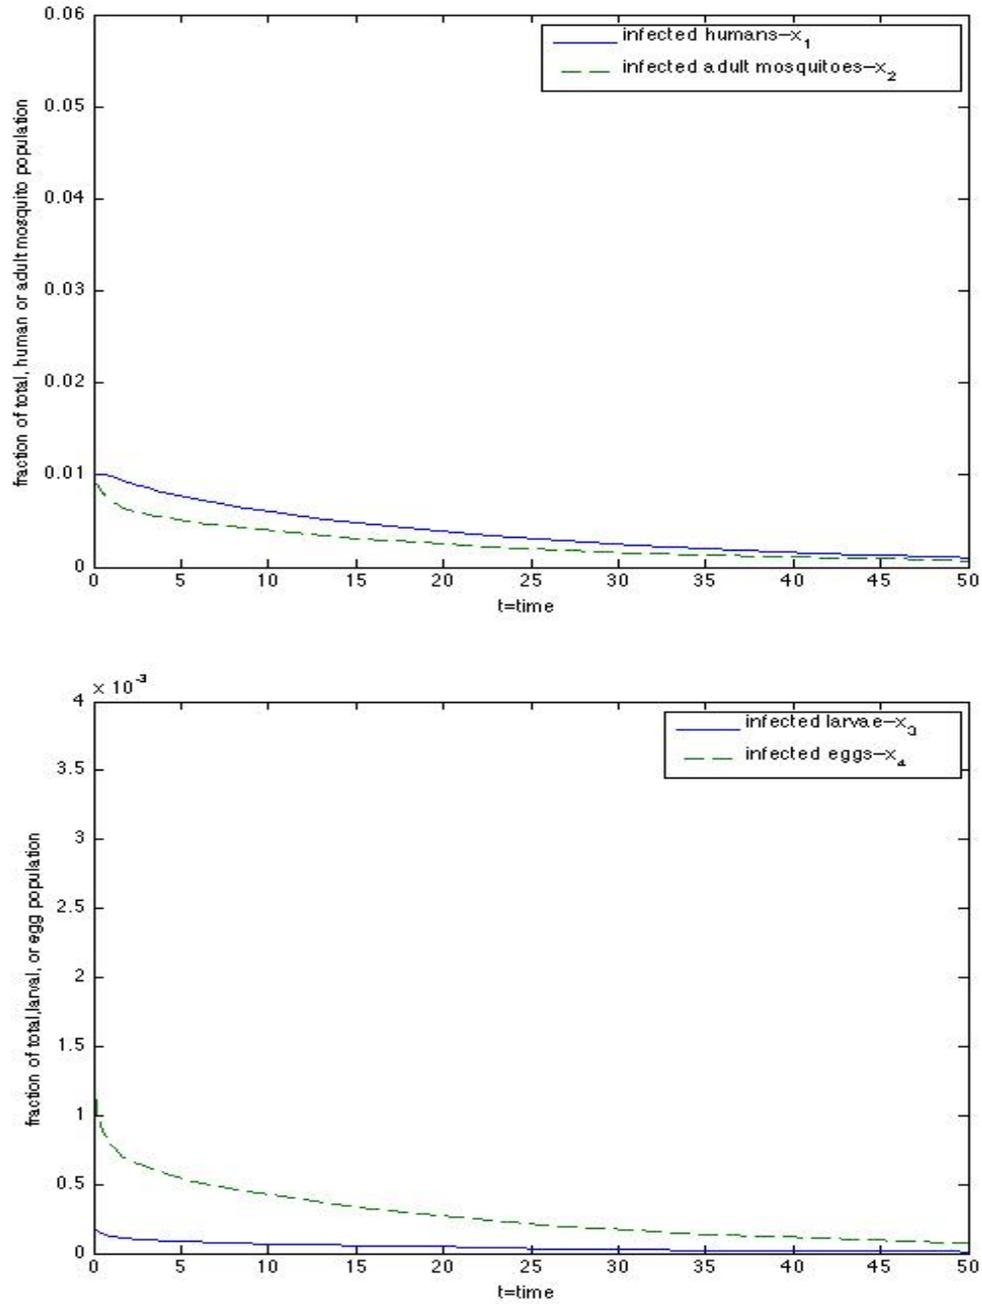 0.06
infected humans–x1
infected adult mosquitoes–x2
0.05
0.04
0.03
0.02
0.01
0
fraction of total, human or adult mosquito population
0 5 10 15 20 25 30 35 40 45 50
t=time
× 10-3
4
infected larvae–x3
infected eggs–x4
3.5
3
2.5
2
1.5
1
0.5
0
fraction of total,larval, or egg population
0 5 10 15 20 25 30 35 40 45 50
t=time